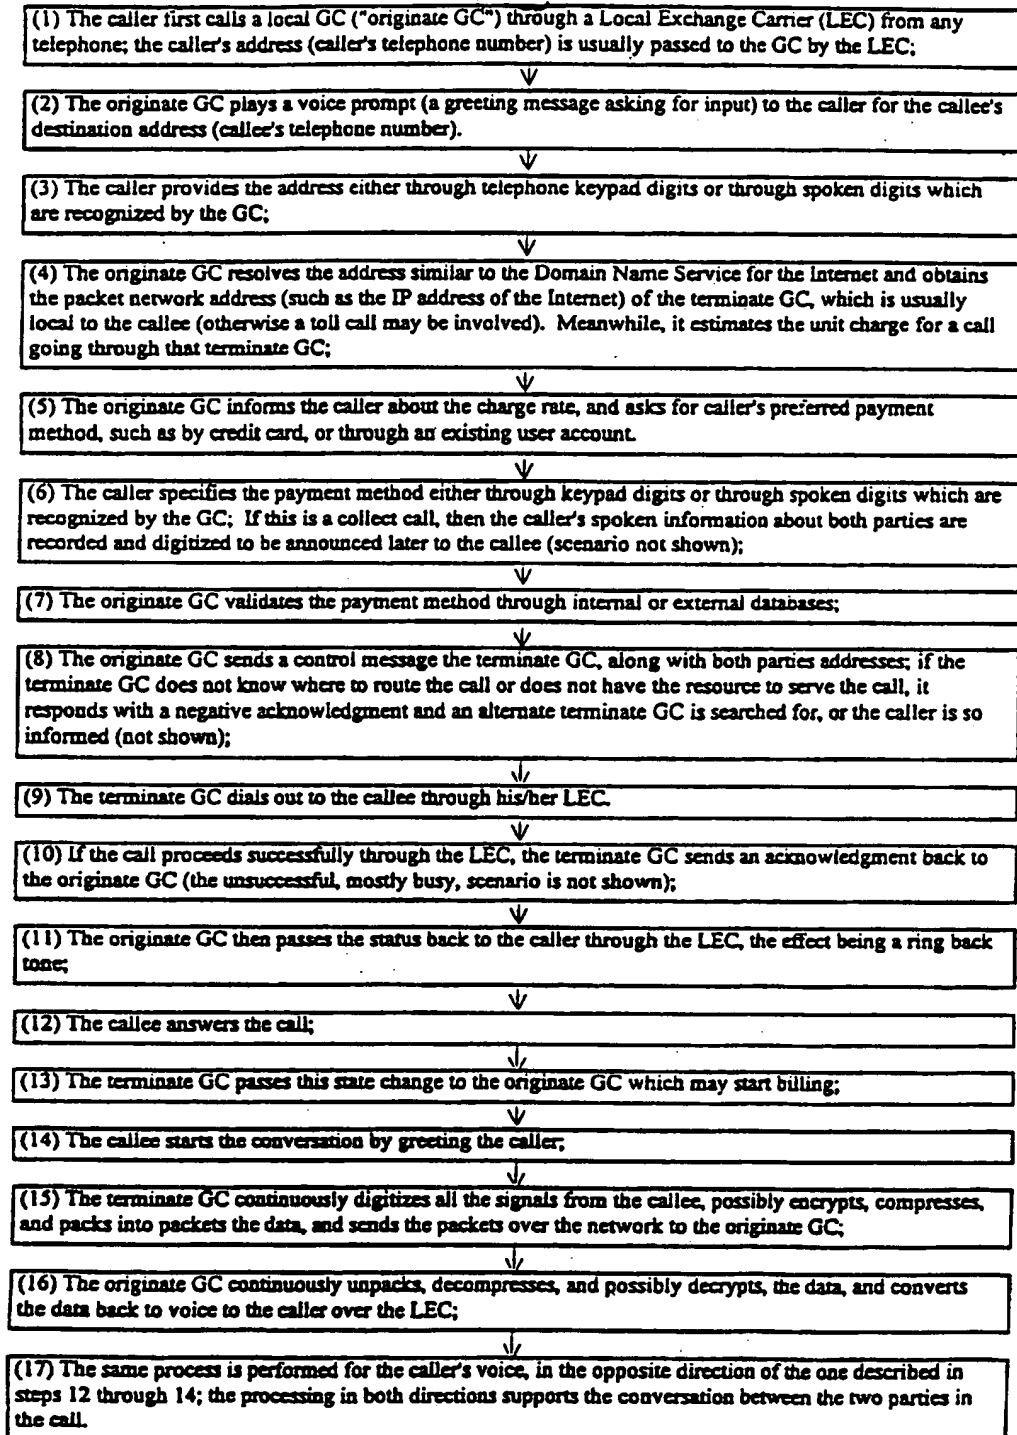 (1) The caller first calls a local GC ("originate GC") through a Local Exchange Carrier (LEC) from any
telephone; the caller's address (caller's telephone number) is usually passed to the GC by the LEC;
(2) The originate GC plays a voice prompt (a greeting message asking for input) to the caller for the callee's
destination address (callee's telephone number).
(3) The caller provides the address either through telephone keypad digits or through spoken digits which
are recognized by the GC;
(4) The originate GC resolves the address similar to the Domain Name Service for the Internet and obtains
the packet network address (such as the IP address of the Internet) of the terminate GC, which is usually
local to the callee (otherwise a toll call may be involved). Meanwhile, it estimates the unit charge for a call
going through that terminate GC;
(5) The originate GC informs the caller about the charge rate, and asks for caller's preferred payment
method, such as by credit card, or through an existing user account.
(6) The caller specifies the payment method either through keypad digits or through spoken digits which are
recognized by the GC; If this is a collect call, then the caller's spoken information about both parties are
recorded and digitized to be announced later to the callee (scenario not shown);
(7) The originate GC validates the payment method through internal or external databases;
(8) The originate GC sends a control message the terminate GC, along with both parties addresses; if the
terminate GC does not know where to route the call or does not have the resource to serve the call, it
responds with a negative acknowledgment and an alternate terminate GC is searched for, or the caller is so
informed (not shown);
(9) The terminate GC dials out to the callee through his/her LEC.
(10) If the call proceeds successfully through the LEC, the terminate GC sends an acknowledgment back to
the originate GC (the unsuccessful, mostly busy, scenario is not shown);
(11) The originate GC then passes the status back to the caller through the LEC, the effect being a ring back
tone;
(12) The callee answers the call;
(13) The terminate GC passes this state change to the originate GC which may start billing;
(14) The callee starts the conversation by greeting the caller;
(15) The terminate GC continuously digitizes all the signals from the callee, possibly encrypts, compresses,
and packs into packets the data, and sends the packets over the network to the originate GC;
(16) The originate GC continuously unpacks, decompresses, and possibly decrypts, the data, and converts
the data back to voice to the caller over the LEC;
(17) The same process is performed for the caller's voice, in the opposite direction of the one described in
steps 12 through 14; the processing in both directions supports the conversation between the two parties in
the call.